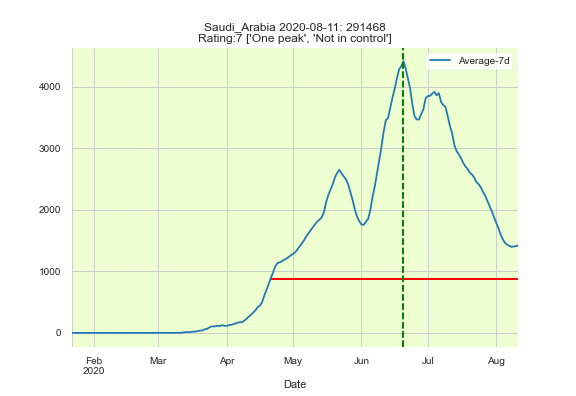 Saudi_Arabia 2020-08-11: 291468
Rating:7 ['One peak', 'Not in control']
Average-7d
4000
3000
2000
1000
0
Feb Mar Apr May Jun Jul Aug
2020
Date